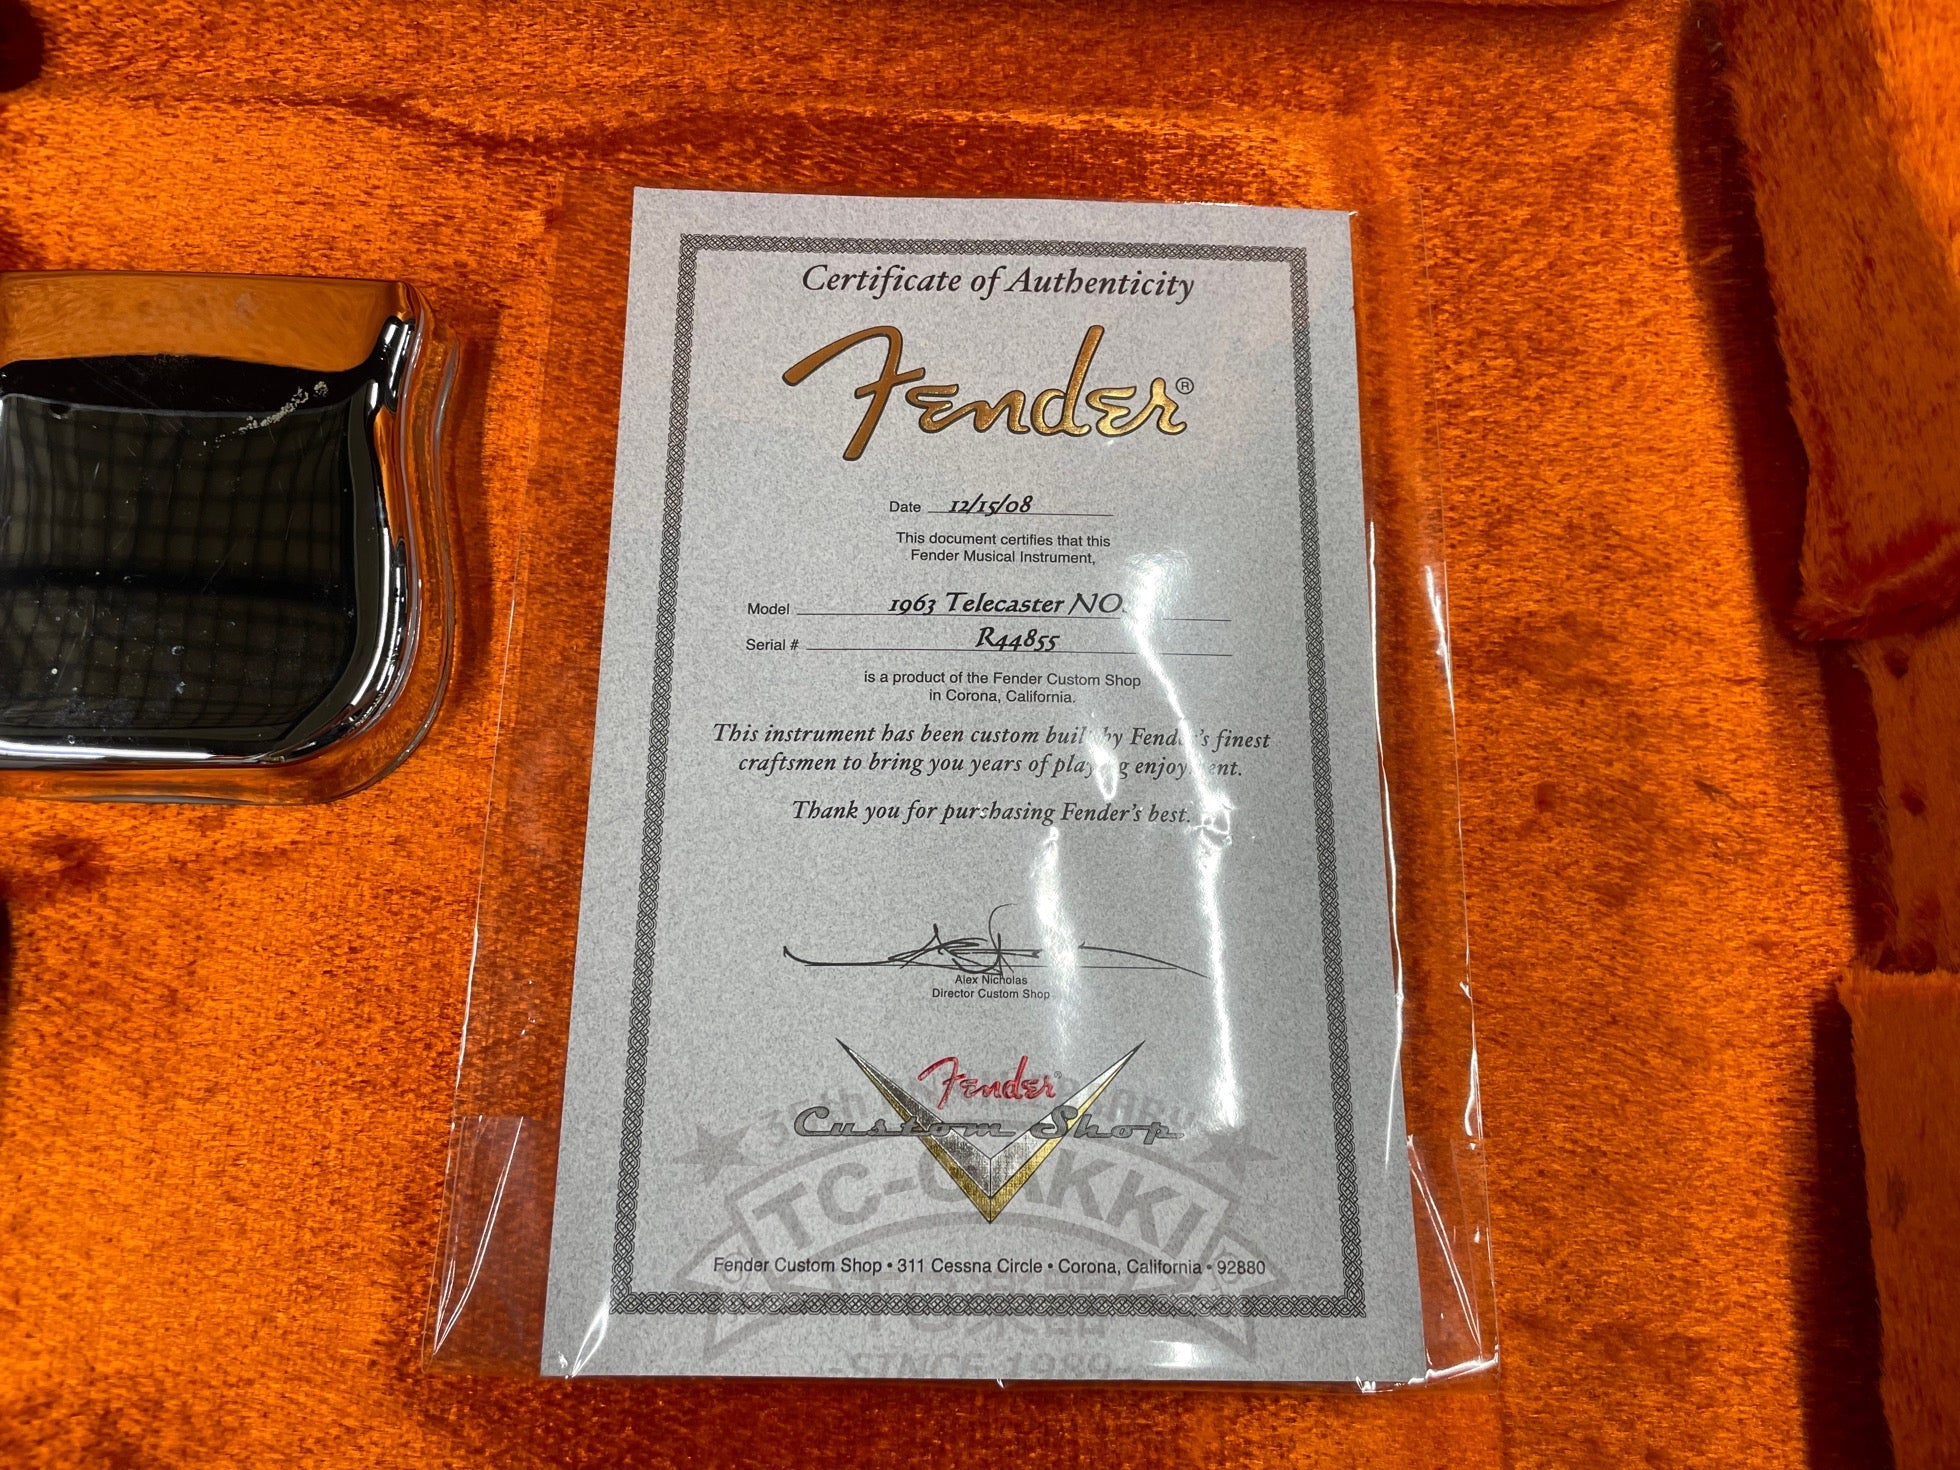 Certificate of Authenticity
Fender®
Date 12/15/08
This document certifies that this
Fender Musical Instrument,
Model 1963 Telecaster NO
Serial # R44855
is a product of the Fender Custom Shop
in Corona, California.
This instrument has been custom built by Fender's finest
craftsmen to bring you years of playing enjoyment.
Thank you for purchasing Fender's best.
Alex Nicholas
Director Custom Shop
Fender
Custom Shop
TC-GAKKI
Fender Custom Shop • 311 Cessna Circle • Corona, California • 92880
-SINCE 1989-